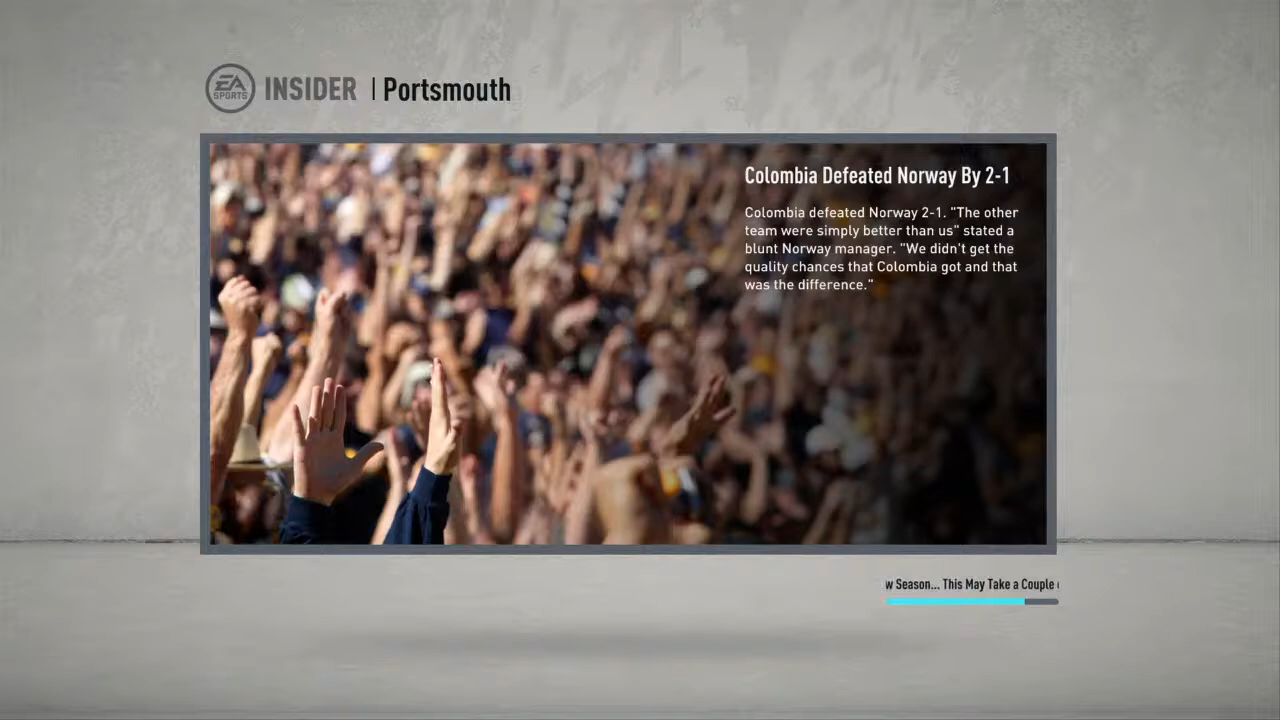 EA
SPORTS
INSIDER | Portsmouth
Colombia Defeated Norway By 2-1
Colombia defeated Norway 2-1. "The other
team were simply better than us" stated a
blunt Norway manager. "We didn't get the
quality chances that Colombia got and that
was the difference."
w Season... This May Take a Couple